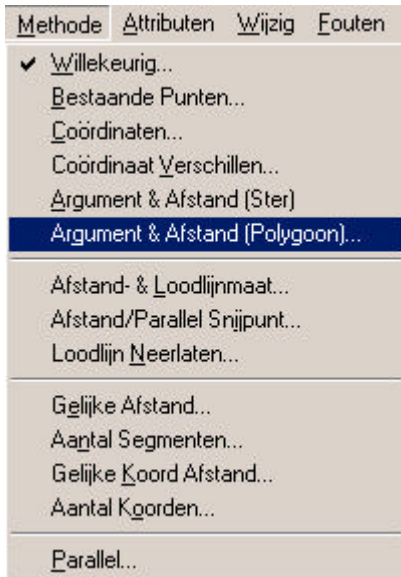 Methode Attributen Wijzig Fouten
Willekeurig...
Bestaande Punten...
Coördinaten...
Coördinaat Verschillen...
Argument & Afstand (Ster)
Argument & Afstand (Polygoon)...
Afstand- & Loodlijnmaat...
Afstand/Parallel Snijpunt...
Loodlijn Neerlaten...
Gelijke Afstand...
Aantal Segmenten...
Gelijke Koord Afstand...
Aantal Koorden...
Parallel...